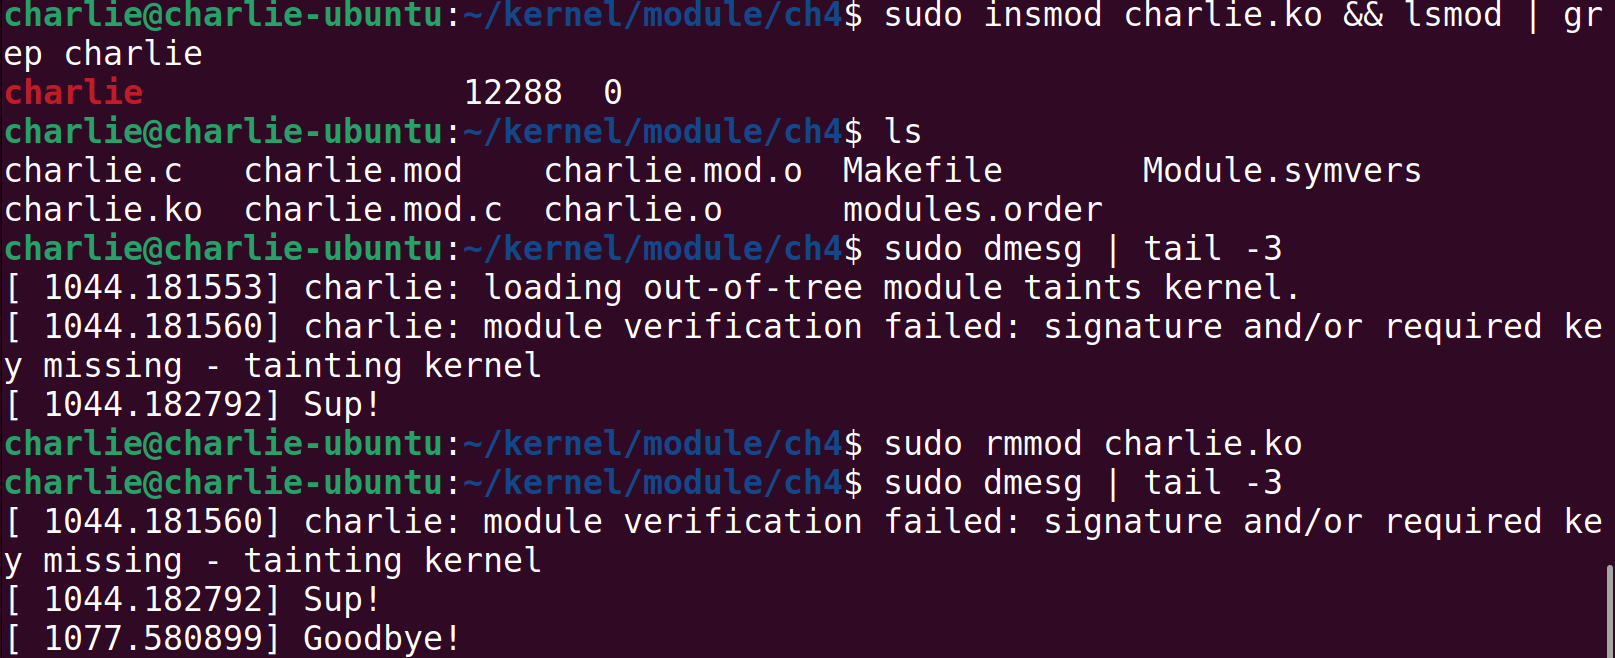 charlie@charlie-ubuntu:~/kernel/module/ch4$ sudo insmod charlie.ko && lsmod | gr
ep charlie
charlie                12288  0
charlie@charlie-ubuntu:~/kernel/module/ch4$ ls
charlie.c   charlie.mod    charlie.mod.o  Makefile       Module.symvers
charlie.ko  charlie.mod.c  charlie.o      modules.order
charlie@charlie-ubuntu:~/kernel/module/ch4$ sudo dmesg | tail -3
[ 1044.181553] charlie: loading out-of-tree module taints kernel.
[ 1044.181560] charlie: module verification failed: signature and/or required ke
y missing - tainting kernel
[ 1044.182792] Sup!
charlie@charlie-ubuntu:~/kernel/module/ch4$ sudo rmmod charlie.ko
charlie@charlie-ubuntu:~/kernel/module/ch4$ sudo dmesg | tail -3
[ 1044.181560] charlie: module verification failed: signature and/or required ke
y missing - tainting kernel
[ 1044.182792] Sup!
[ 1077.580899] Goodbye!